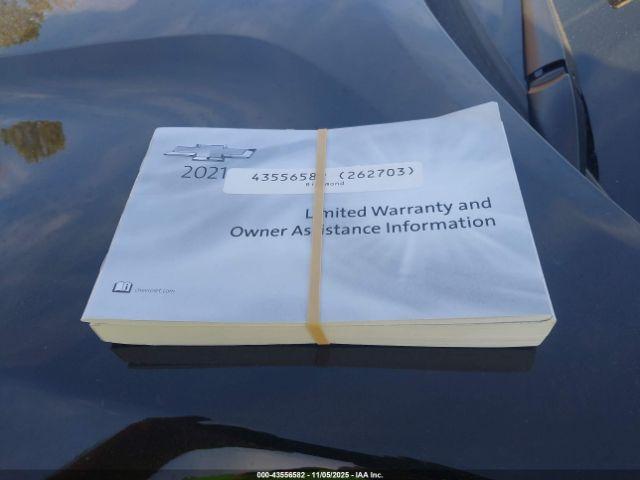 2021
43556582 (262703)
Richmond
Limited Warranty and
Owner Assistance Information
chevrolet.com
000-43556582 - 11/05/2025 - IAA Inc.